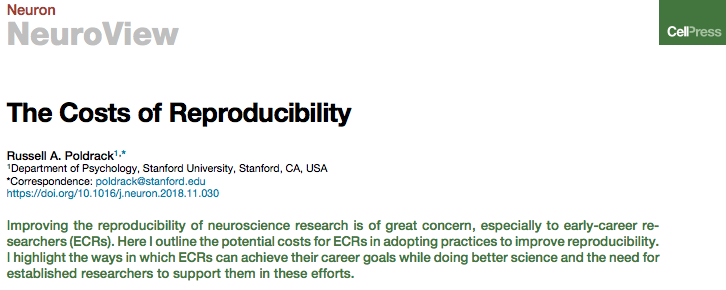 Neuron
NeuroView
CellPress
The Costs of Reproducibility
Russell A. Poldrack1,*
1Department of Psychology, Stanford University, Stanford, CA, USA
*Correspondence: poldrack@stanford.edu
https://doi.org/10.1016/j.neuron.2018.11.030
Improving the reproducibility of neuroscience research is of great concern, especially to early-career re-
searchers (ECRs). Here I outline the potential costs for ECRs in adopting practices to improve reproducibility.
I highlight the ways in which ECRs can achieve their career goals while doing better science and the need for
established researchers to support them in these efforts.